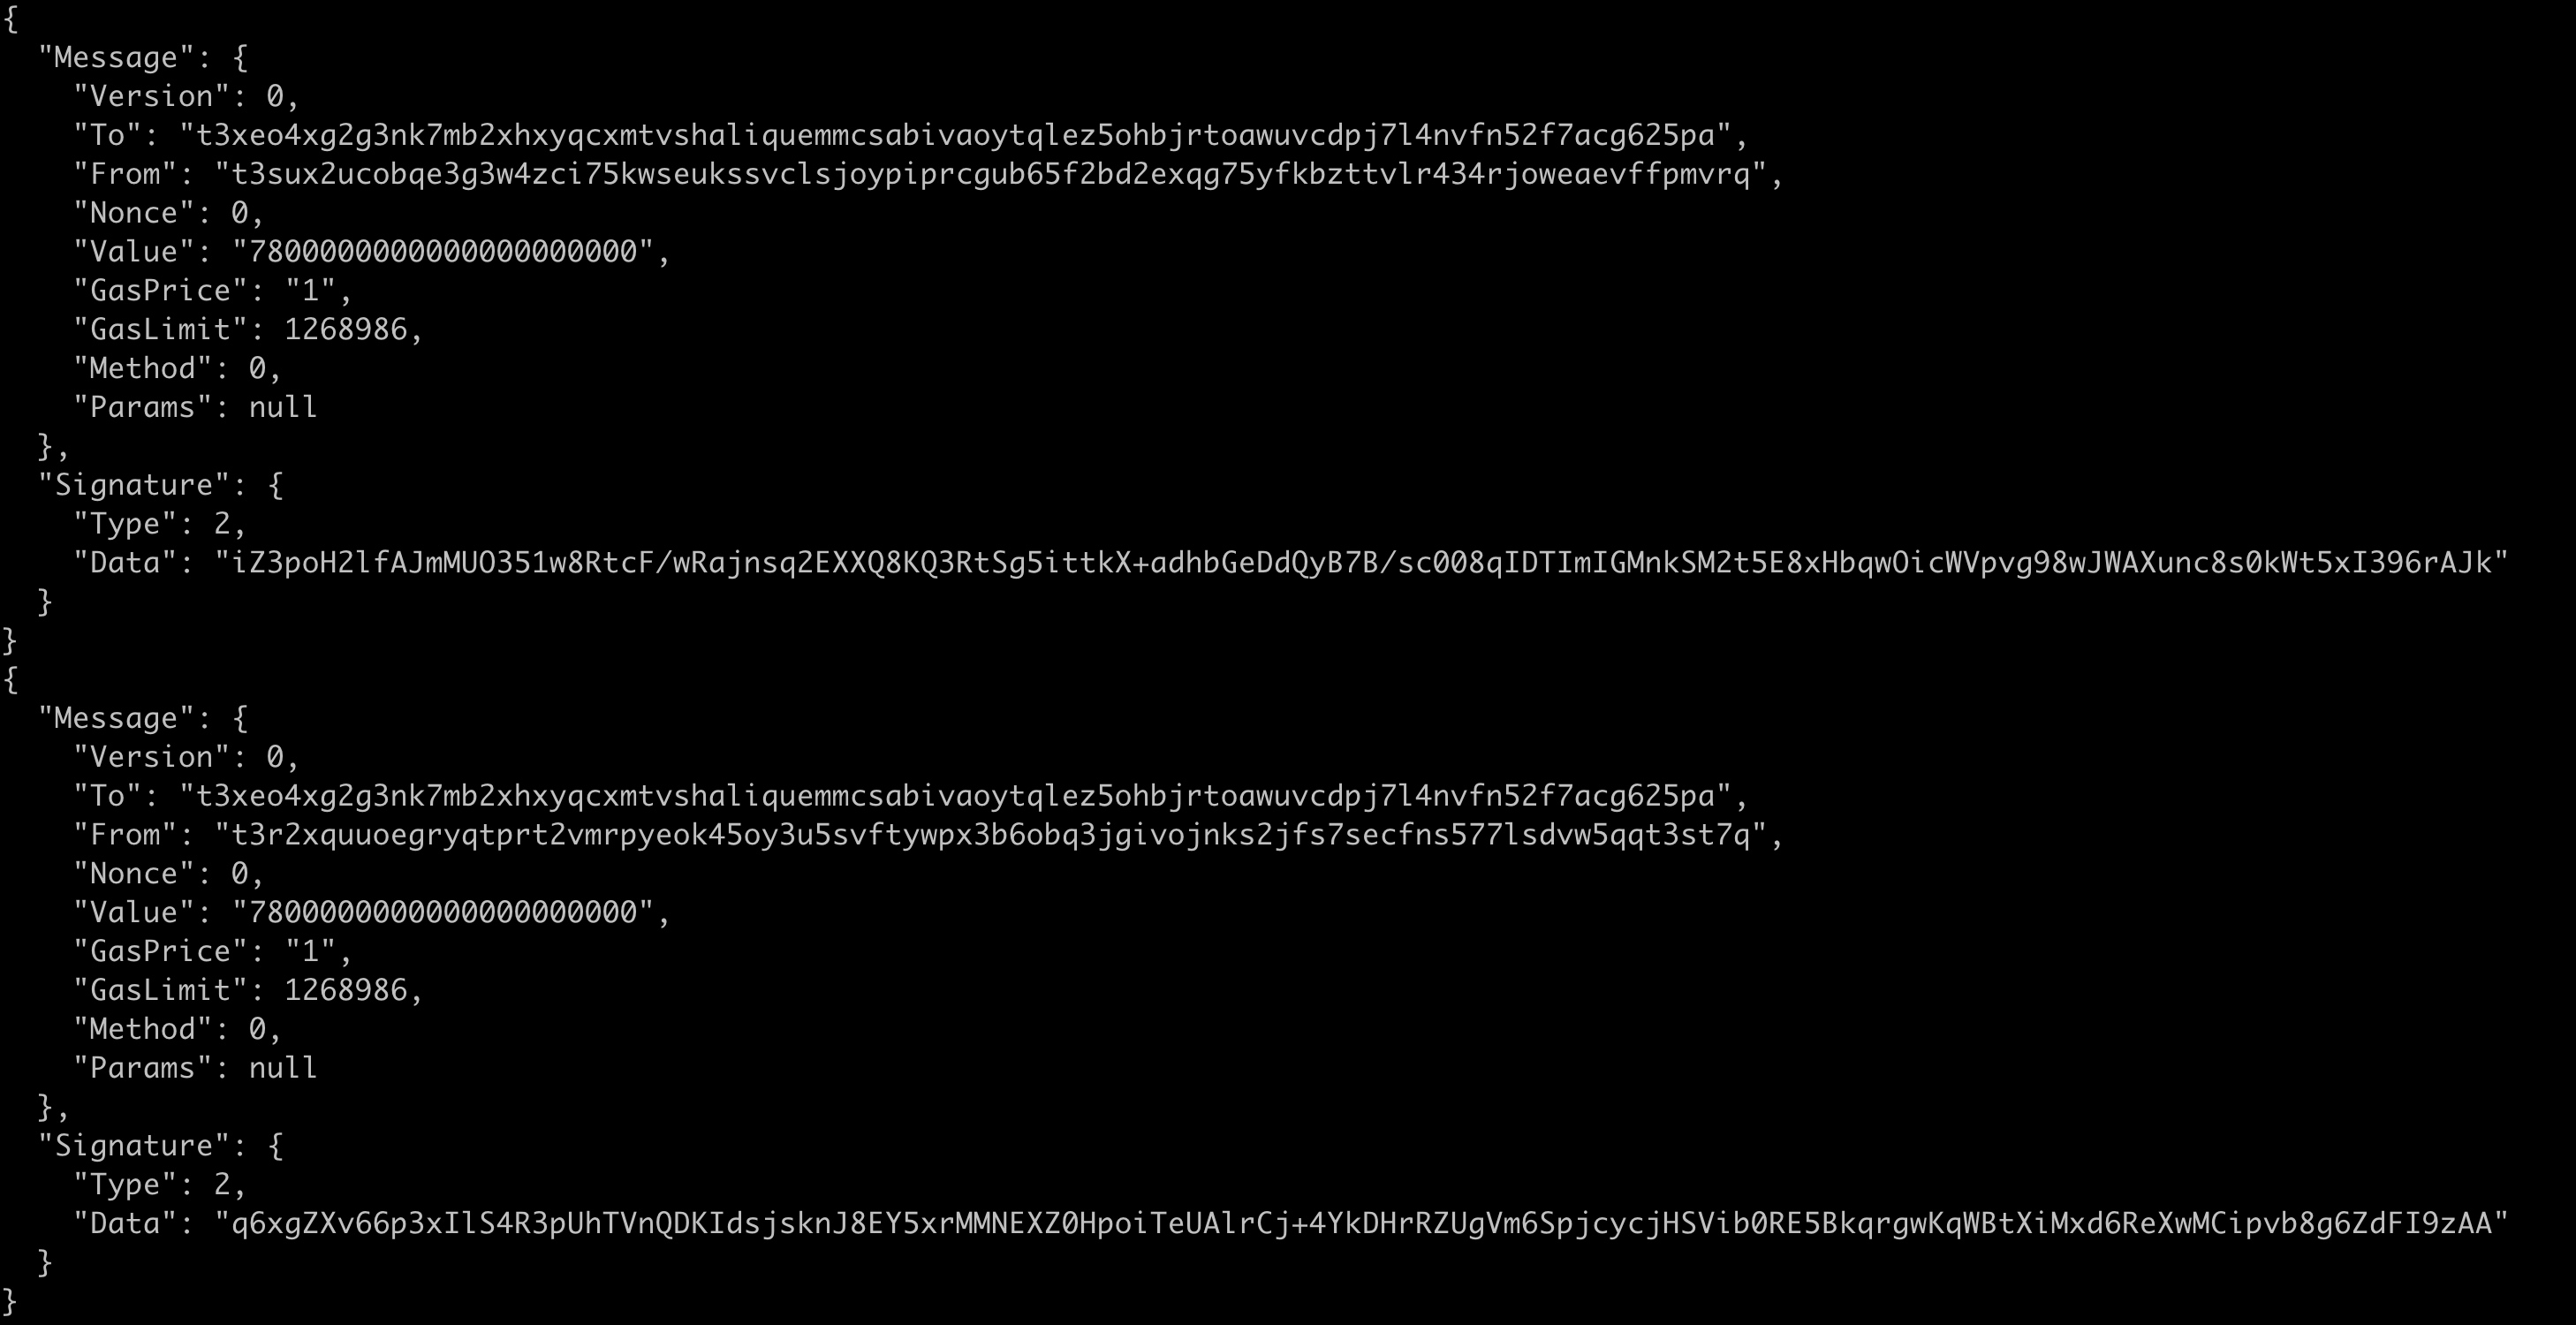 {
  "Message": {
    "Version": 0,
    "To": "t3xeo4xg2g3nk7mb2xhxyqcxmtvshaliquemmcsabivaoytqlez5ohbjrtoawuvcdpj7l4nvfn52f7acg625pa",
    "From": "t3sux2ucobqe3g3w4zci75kwseukssvclsjoypiprcgub65f2bd2exqg75yfkbzttvlr434rjoweaevffpmvrq",
    "Nonce": 0,
    "Value": "7800000000000000000000",
    "GasPrice": "1",
    "GasLimit": 1268986,
    "Method": 0,
    "Params": null
  },
  "Signature": {
    "Type": 2,
    "Data": "iZ3poH2lfAJmMUO351w8RtcF/wRajnsq2EXXQ8KQ3RtSg5ittkX+adhbGeDdQyB7B/sc008qIDTImIGMnkSM2t5E8xHbqwOicWVpvg98wJWAXunc8s0kWt5xI396rAJk"
  }
}
{
  "Message": {
    "Version": 0,
    "To": "t3xeo4xg2g3nk7mb2xhxyqcxmtvshaliquemmcsabivaoytqlez5ohbjrtoawuvcdpj7l4nvfn52f7acg625pa",
    "From": "t3r2xquuoegryqtprt2vmrpyeok45oy3u5svftywpx3b6obq3jgivojnks2jfs7secfns577lsdvw5qqt3st7q",
    "Nonce": 0,
    "Value": "7800000000000000000000",
    "GasPrice": "1",
    "GasLimit": 1268986,
    "Method": 0,
    "Params": null
  },
  "Signature": {
    "Type": 2,
    "Data": "q6xgZXv66p3xIlS4R3pUhTVnQDKIdsjsknJ8EY5xrMMNEXZ0HpoiTeUAlrCj+4YkDHrRZUgVm6SpjcycjHSVib0RE5BkqrgwKqWBtXiMxd6ReXwMCipvb8g6ZdFI9zAA"
  }
}